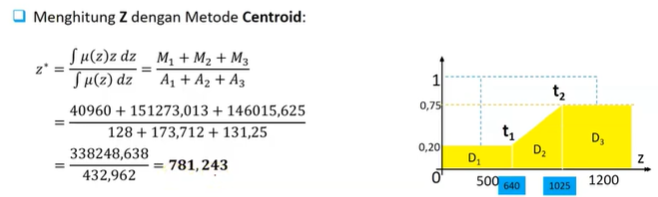 Menghitung Z dengan Metode Centroid:
z* = ∫ μ(z)z dz / ∫ μ(z) dz = M₁ + M₂ + M₃ / A₁ + A₂ + A₃
= 40960 + 151273,013 + 146015,625 / 128 + 173,712 + 131,25
= 338248,638 / 432,962 = 781,243
1
t₂
0,75
t₁
0,20
D₁
D₂
D₃
Z
0
500
640
1025
1200